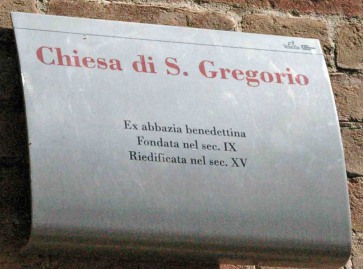 Chiesa di S. Gregorio
Ex abbazia benedettina
Fondata nel sec. IX
Riedificata nel sec. XV